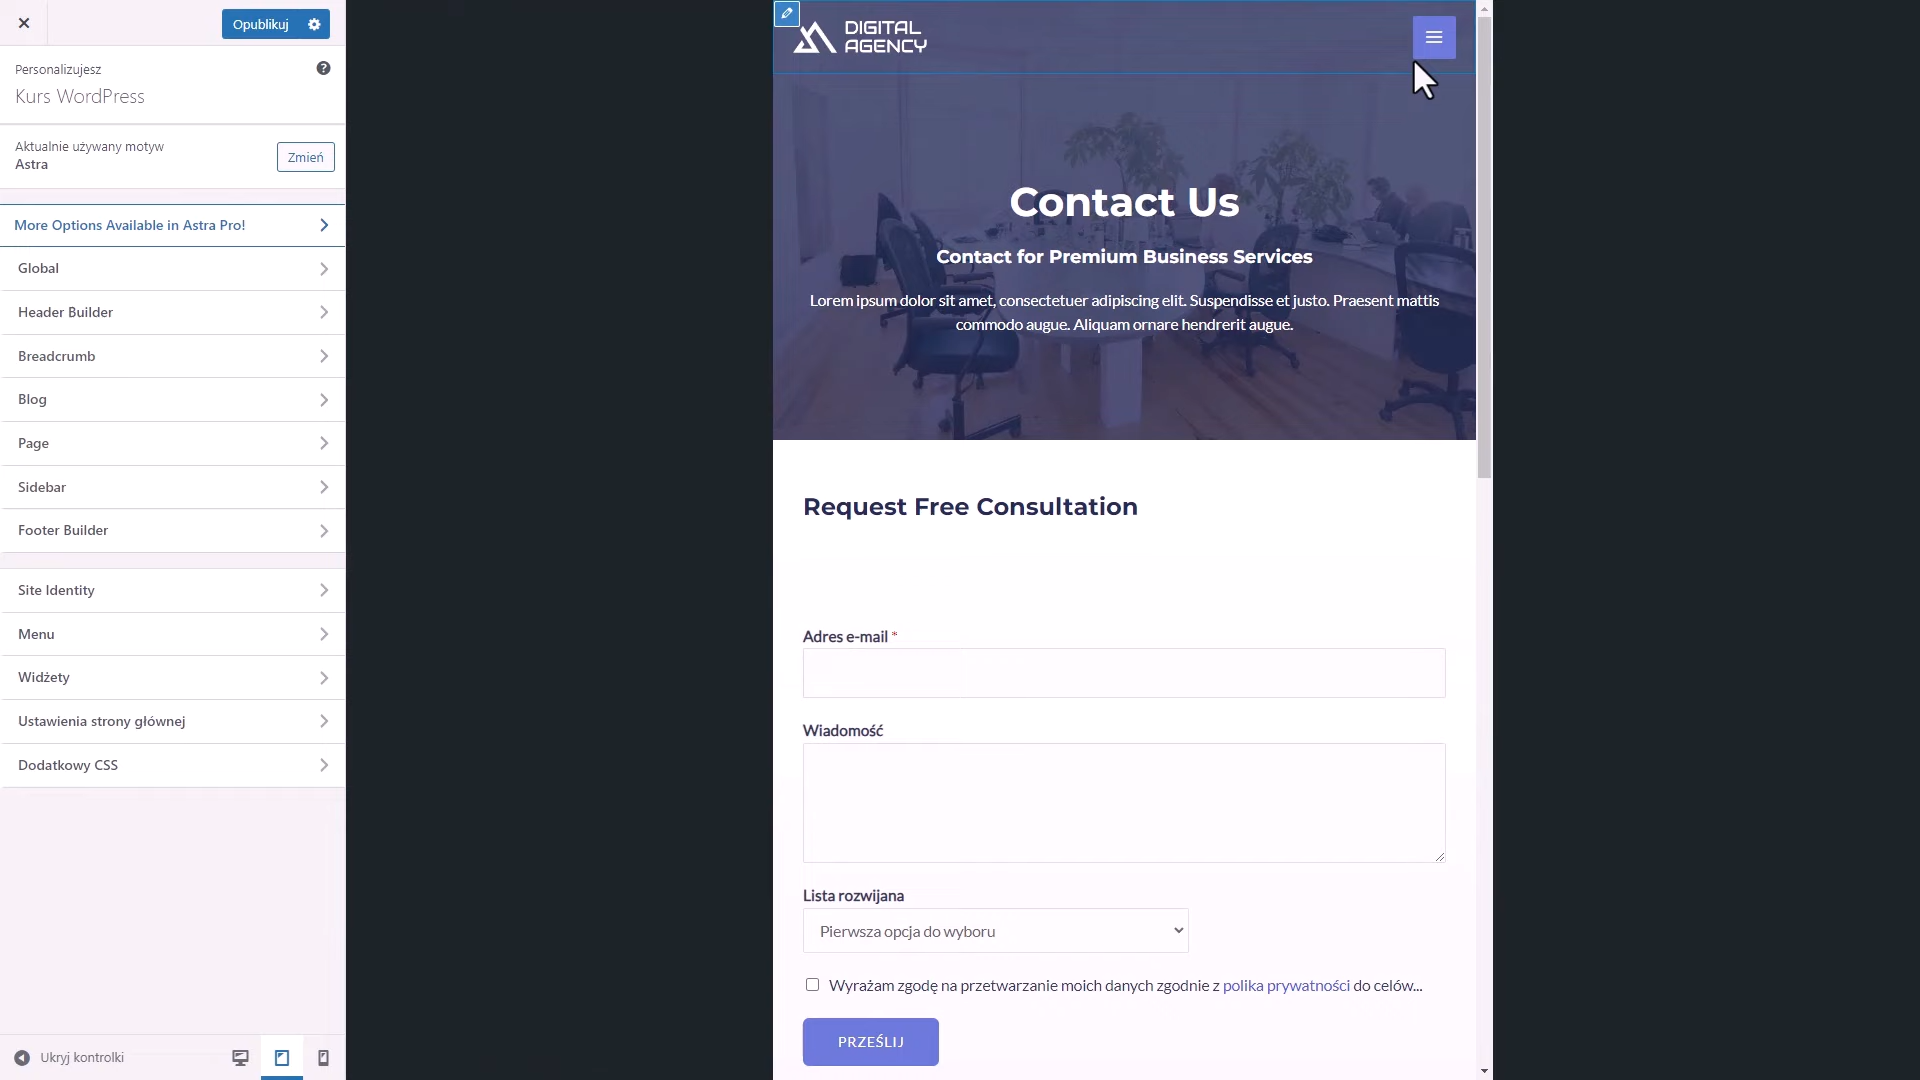 Opublikuj
Personalizujesz
Kurs WordPress
Aktualnie używany motyw
Astra
Zmień
More Options Available in Astra Pro!
Global
Header Builder
Breadcrumb
Blog
Page
Sidebar
Footer Builder
Site Identity
Menu
Widżety
Ustawienia strony głównej
Dodatkowy CSS
Ukryj kontrolki
DIGITAL
AGENCY
Contact Us
Contact for Premium Business Services
Lorem ipsum dolor sit amet, consectetuer adipiscing elit. Suspendisse et justo. Praesent mattis
commodo augue. Aliquam ornare hendrerit augue.
Request Free Consultation
Adres e-mail *
Wiadomość
Lista rozwijana
Pierwsza opcja do wyboru
Wyrażam zgodę na przetwarzanie moich danych zgodnie z polika prywatności do celów...
PRZEŚLIJ